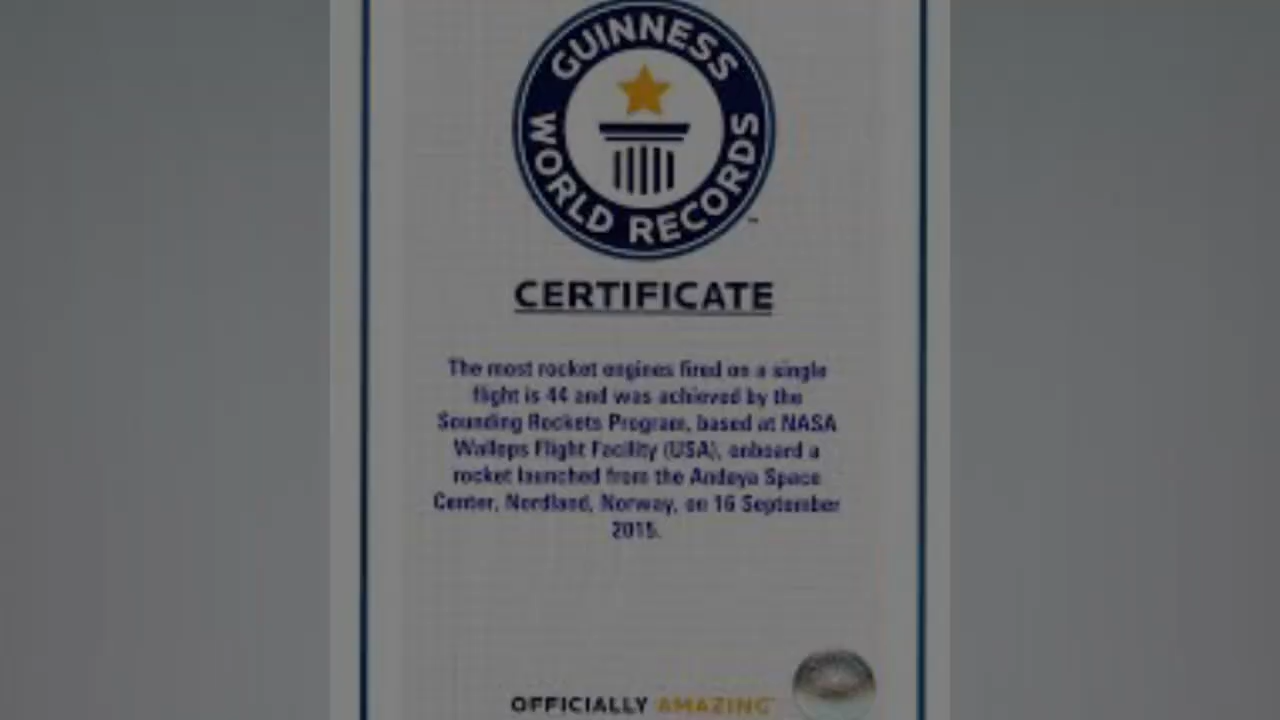 GUINNESS
WORLD RECORDS
™
CERTIFICATE
The most rocket engines fired on a single
flight is 44 and was achieved by the
Sounding Rockets Program, based at NASA
Wallops Flight Facility (USA), onboard a
rocket launched from the Andøya Space
Center, Nordland, Norway, on 16 September
2015.
OFFICIALLY AMAZING™